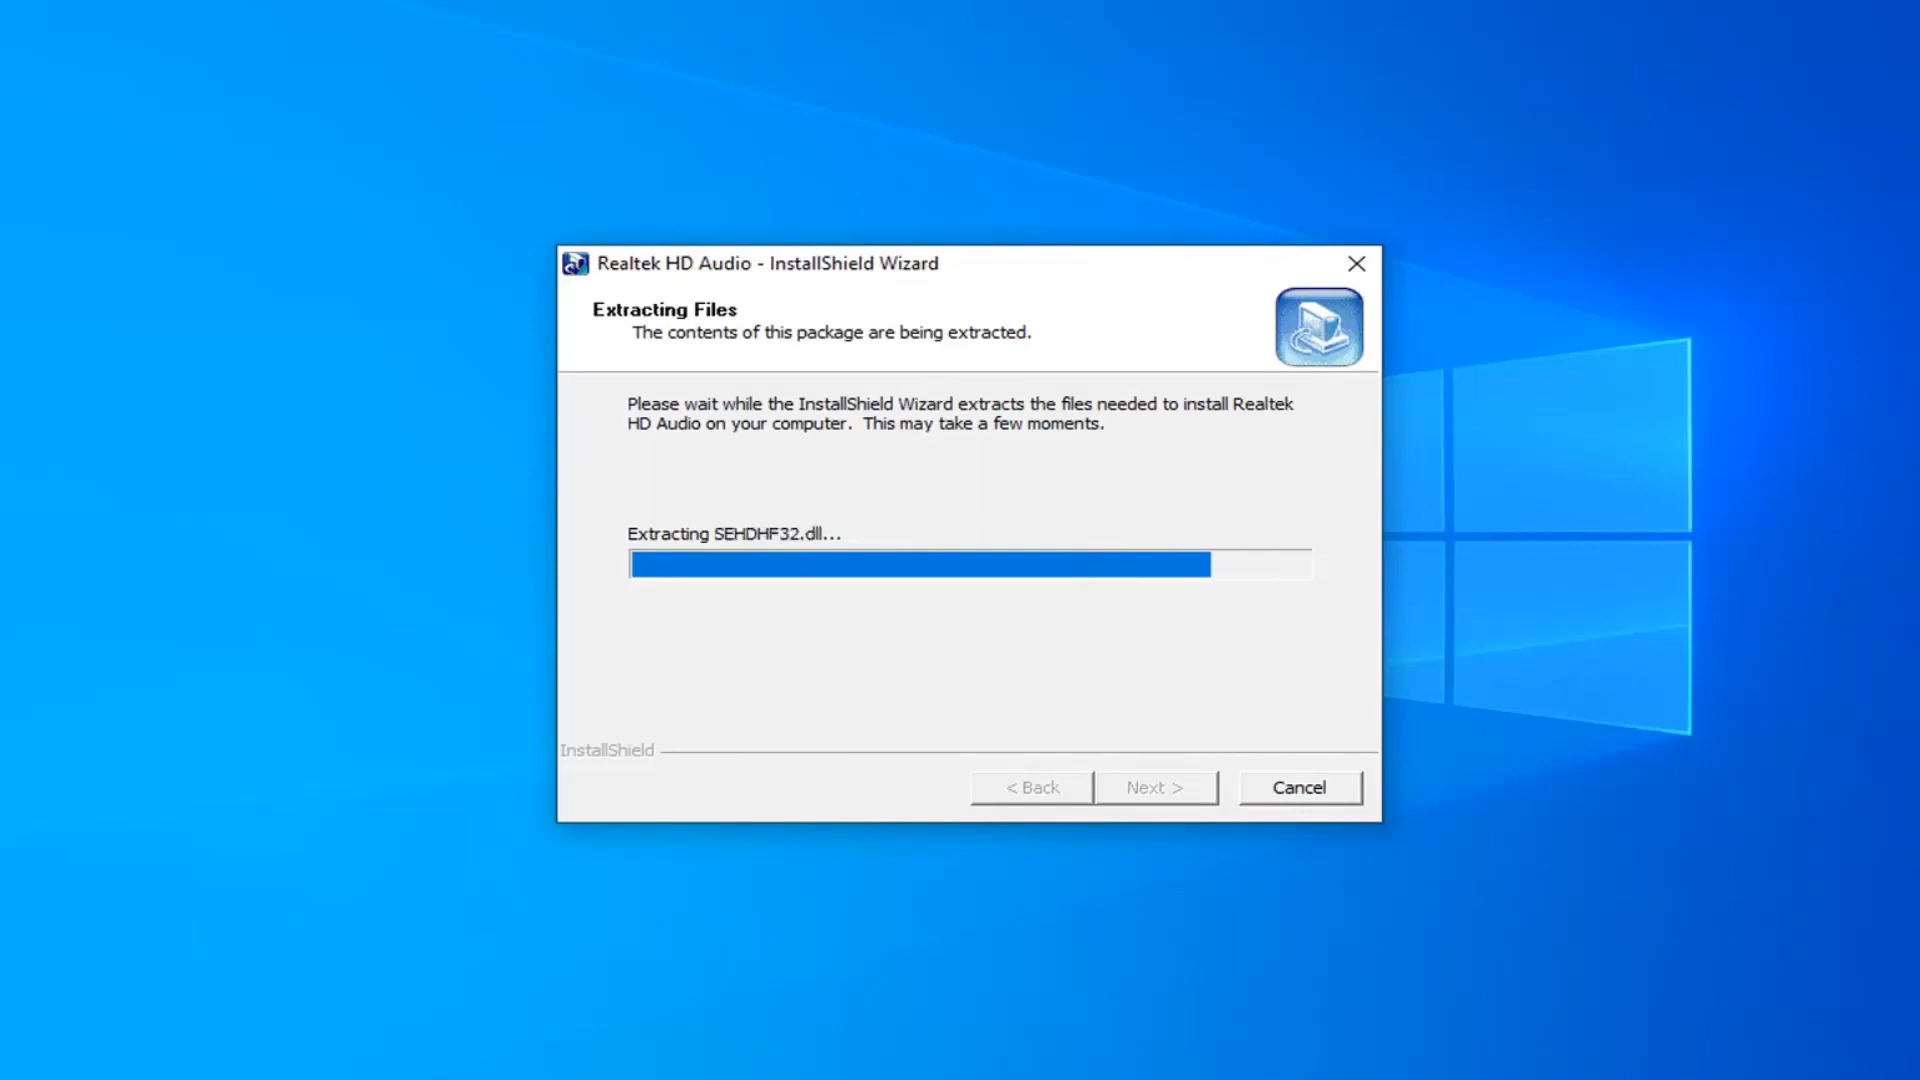 Realtek HD Audio - InstallShield Wizard
Extracting Files
The contents of this package are being extracted.
Please wait while the InstallShield Wizard extracts the files needed to install Realtek
HD Audio on your computer.  This may take a few moments.
Extracting SEHDHF32.dll...
InstallShield
< Back
Next >
Cancel